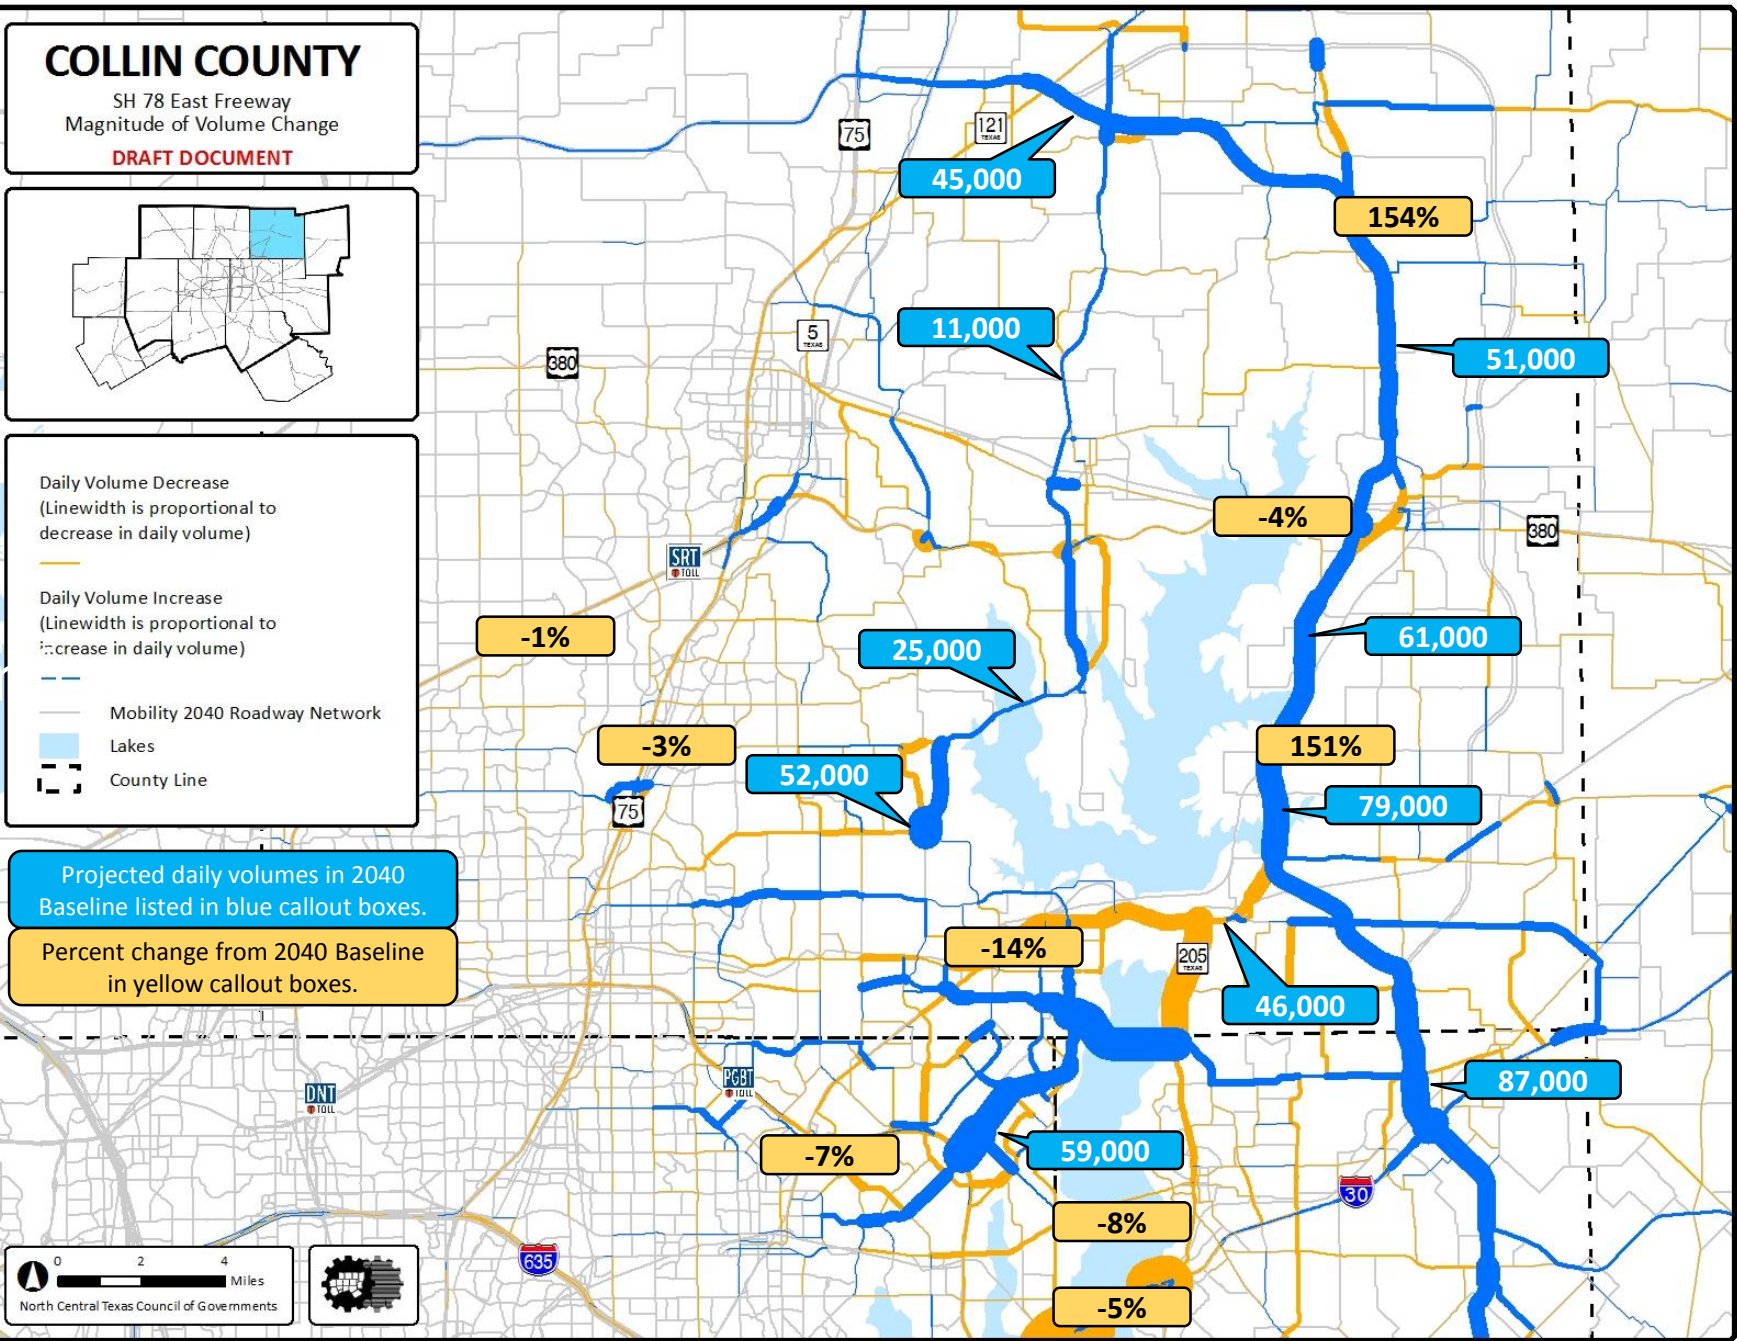 COLLIN COUNTY
SH 78 East Freeway
Magnitude of Volume Change
DRAFT DOCUMENT
Daily Volume Decrease
(Linewidth is proportional to
decrease in daily volume)
Daily Volume Increase
(Linewidth is proportional to
increase in daily volume)
Mobility 2040 Roadway Network
Lakes
County Line
Projected daily volumes in 2040
Baseline listed in blue callout boxes.
Percent change from 2040 Baseline
in yellow callout boxes.
0 2 4
Miles
North Central Texas Council of Governments
75
121
TEXAS
45,000
154%
11,000
5
TEXAS
51,000
380
-4%
380
SRT
TOLL
-1%
25,000
61,000
-3%
151%
52,000
79,000
75
-14%
205
TEXAS
46,000
DNT
TOLL
PGBT
TOLL
87,000
-7%
59,000
30
-8%
635
-5%